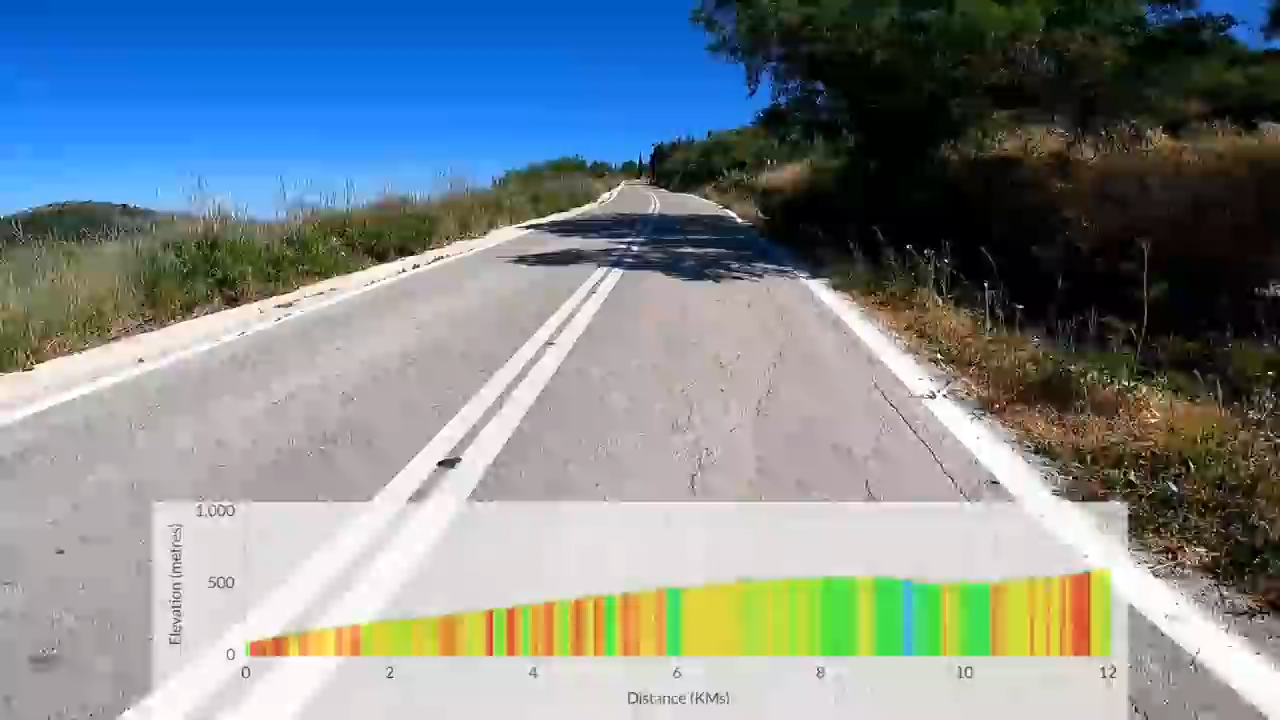 1,000
500
0
Elevation (metres)
0 2 4 6 8 10 12
Distance (KMs)